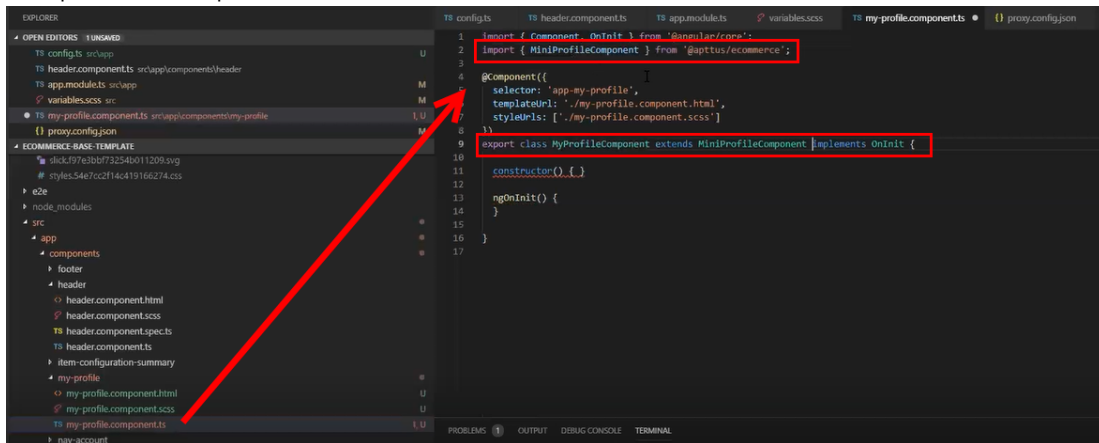 EXPLORER
OPEN EDITORS 1 UNSAVED
TS config.ts src\app U
TS header.component.ts src\app\components\header
TS app.module.ts src\app M
variables.scss src M
TS my-profile.component.ts src\app\components\my-profile 1, U
{} proxy.config.json M
ECOMMERCE-BASE-TEMPLATE
slick.f97e3bbf73254b011209.svg
# styles.54e7cc2f14c419166274.css
e2e
node_modules
src
app
components
footer
header
<> header.component.html
header.component.scss
TS header.component.spec.ts
TS header.component.ts
item-configuration-summary
my-profile
<> my-profile.component.html U
my-profile.component.scss U
TS my-profile.component.ts 1, U
nav-account
TS config.ts TS header.component.ts TS app.module.ts variables.scss TS my-profile.component.ts {} proxy.config.json
1 import { Component, OnInit } from '@angular/core';
2 import { MiniProfileComponent } from '@apttus/ecommerce';
3
4 @Component({
5 selector: 'app-my-profile',
templateUrl: './my-profile.component.html',
7 styleUrls: ['./my-profile.component.scss']
8 })
9 export class MyProfileComponent extends MiniProfileComponent implements OnInit {
10
11 constructor() { }
12
13 ngOnInit() {
14 }
15
16 }
17
PROBLEMS 1 OUTPUT DEBUG CONSOLE TERMINAL